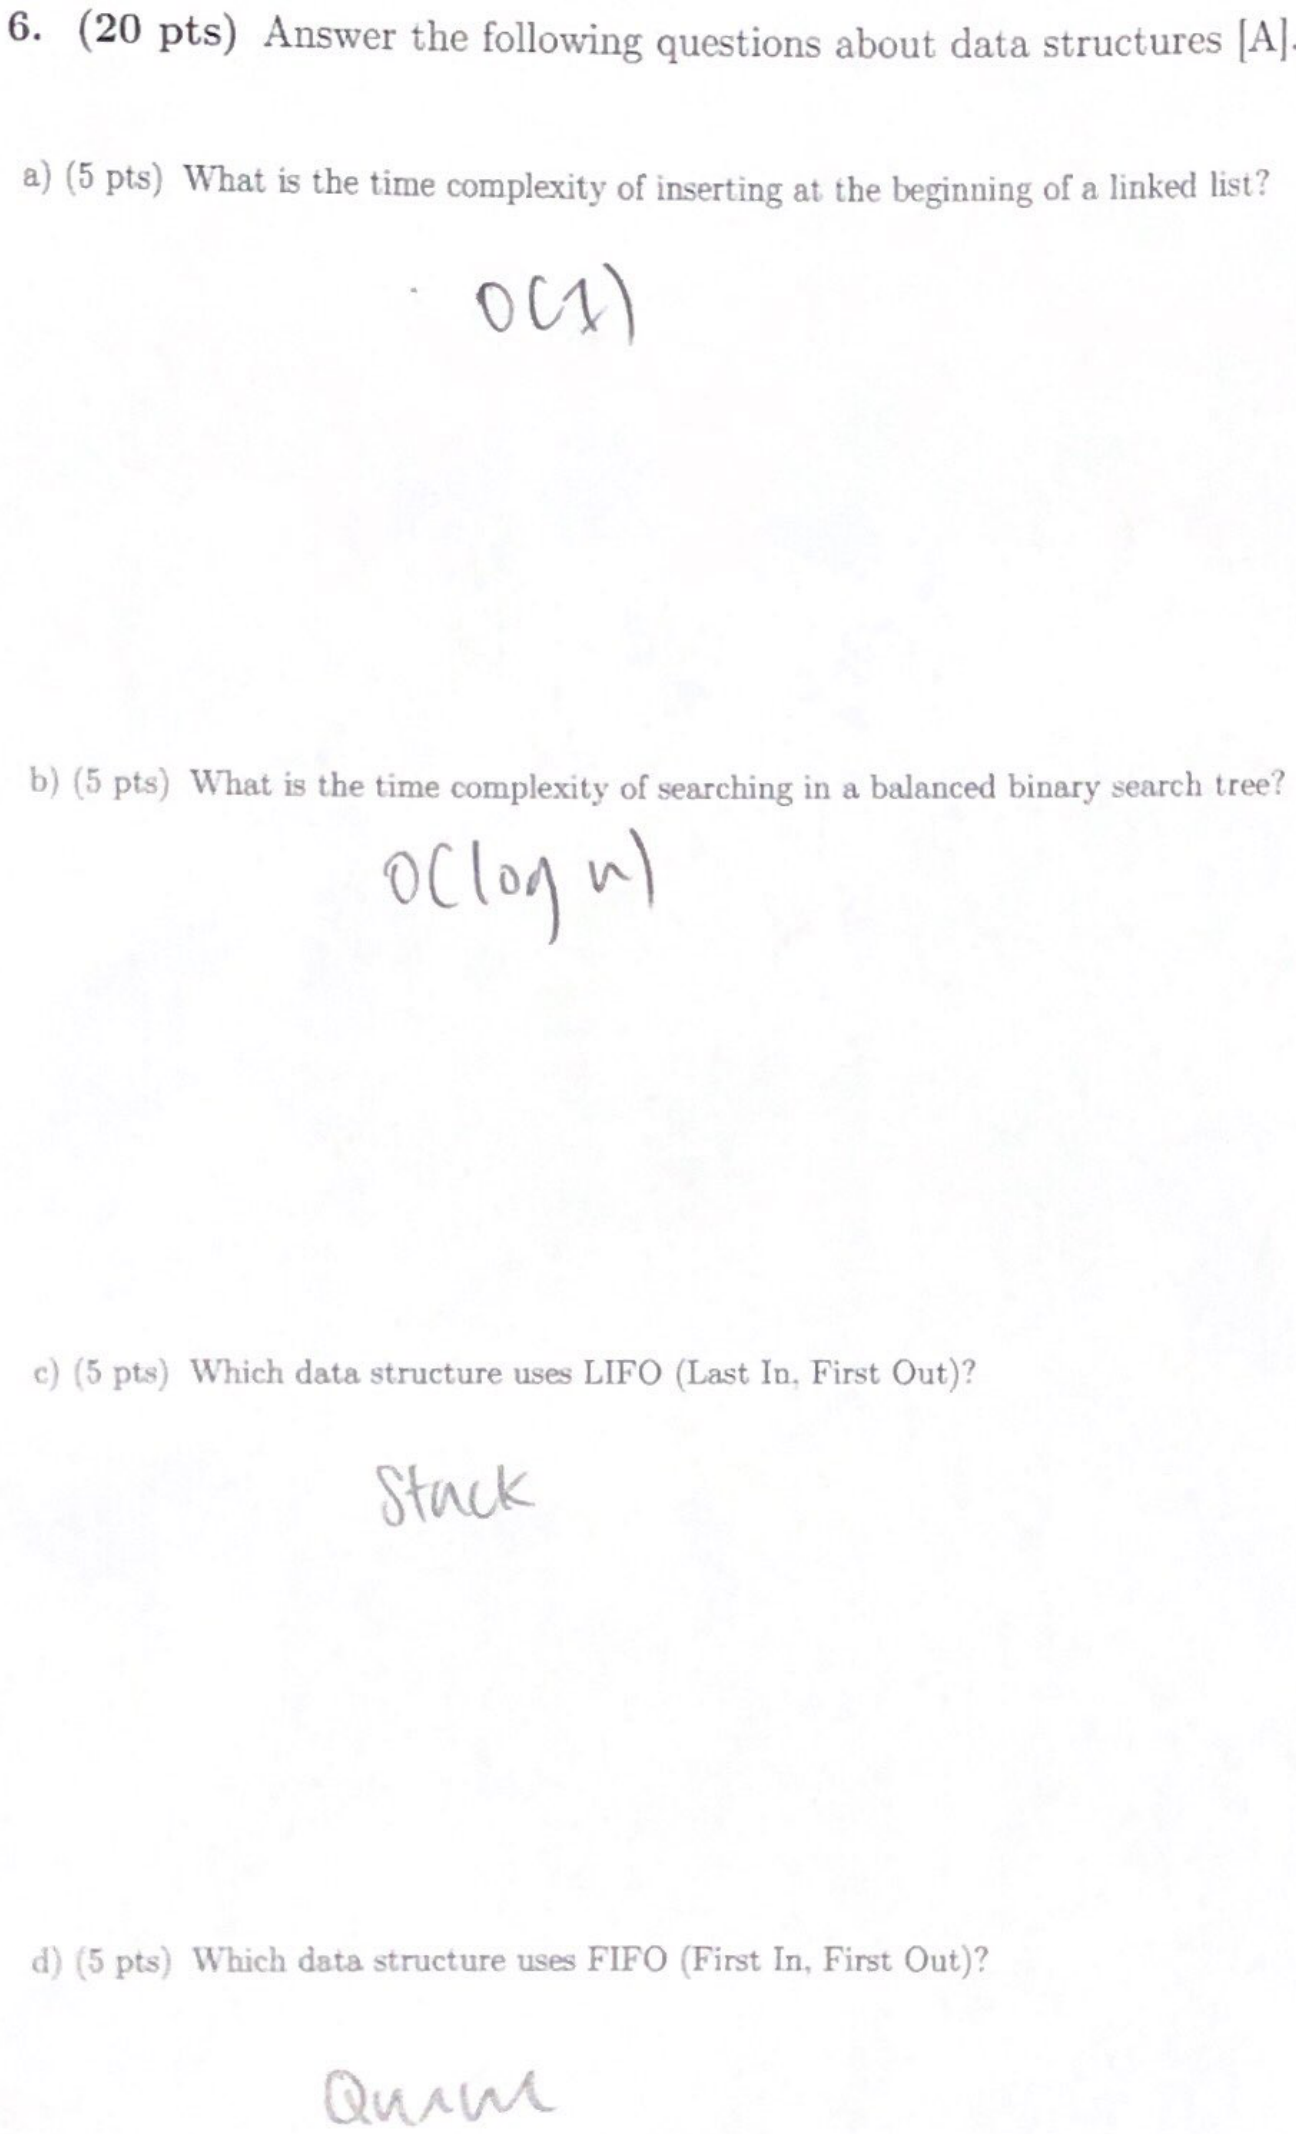 6. (20 pts) Answer the following questions about data structures [A].
a) (5 pts) What is the time complexity of inserting at the beginning of a linked list?
O(1)
b) (5 pts) What is the time complexity of searching in a balanced binary search tree?
O(log n)
c) (5 pts) Which data structure uses LIFO (Last In, First Out)?
Stack
d) (5 pts) Which data structure uses FIFO (First In, First Out)?
Queue